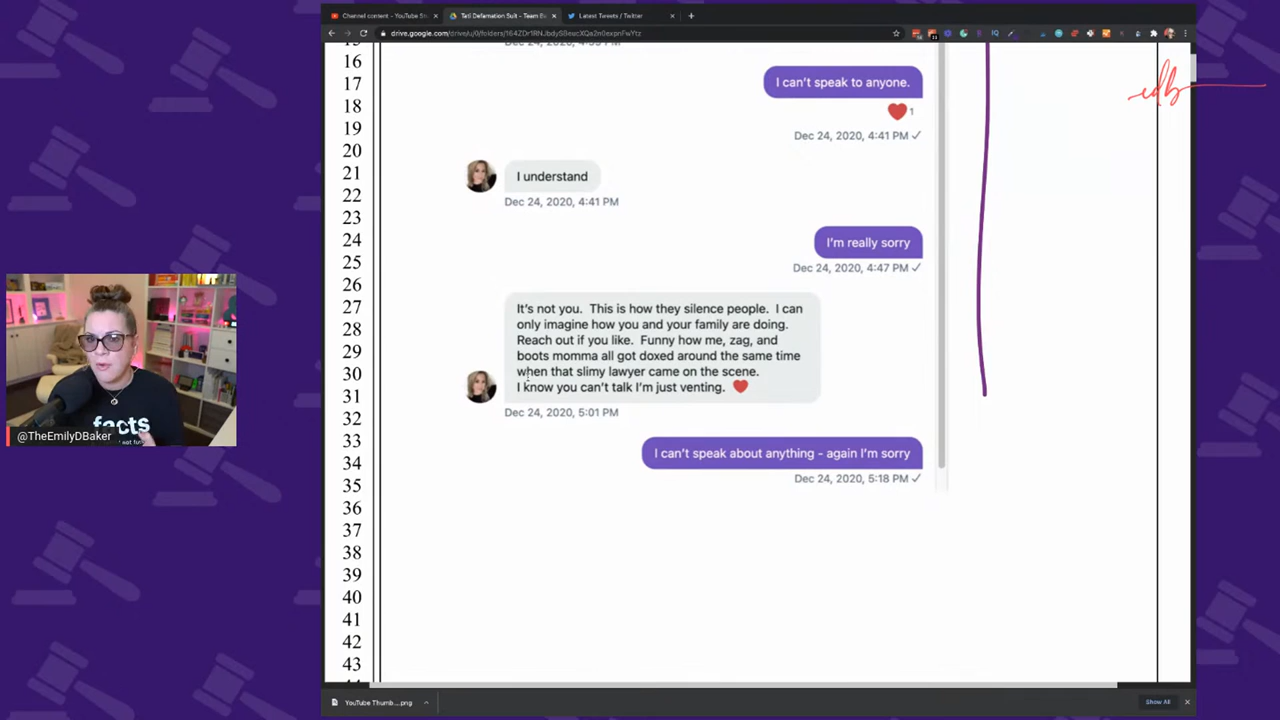 Channel content - YouTube St
Tati Defamation Suit - Team B
Latest Tweets / Twitter
16
I can't speak to anyone.
17
edb
18
1
19
Dec 24, 2020, 4:41 PM
20
21
I understand
22
Dec 24, 2020, 4:41 PM
23
24
I'm really sorry
25
Dec 24, 2020, 4:47 PM
26
27
It's not you. This is how they silence people. I can
28
only imagine how you and your family are doing.
29
Reach out if you like. Funny how me, zag, and
boots momma all got doxed around the same time
30
when that slimy lawyer came on the scene.
31
I know you can't talk I'm just venting.
32
Dec 24, 2020, 5:01 PM
facts
@TheEmilyDBaker
33
34
I can't speak about anything - again I'm sorry
35
Dec 24, 2020, 5:18 PM
36
37
38
39
40
41
42
43
YouTube Thumb....png
Show All